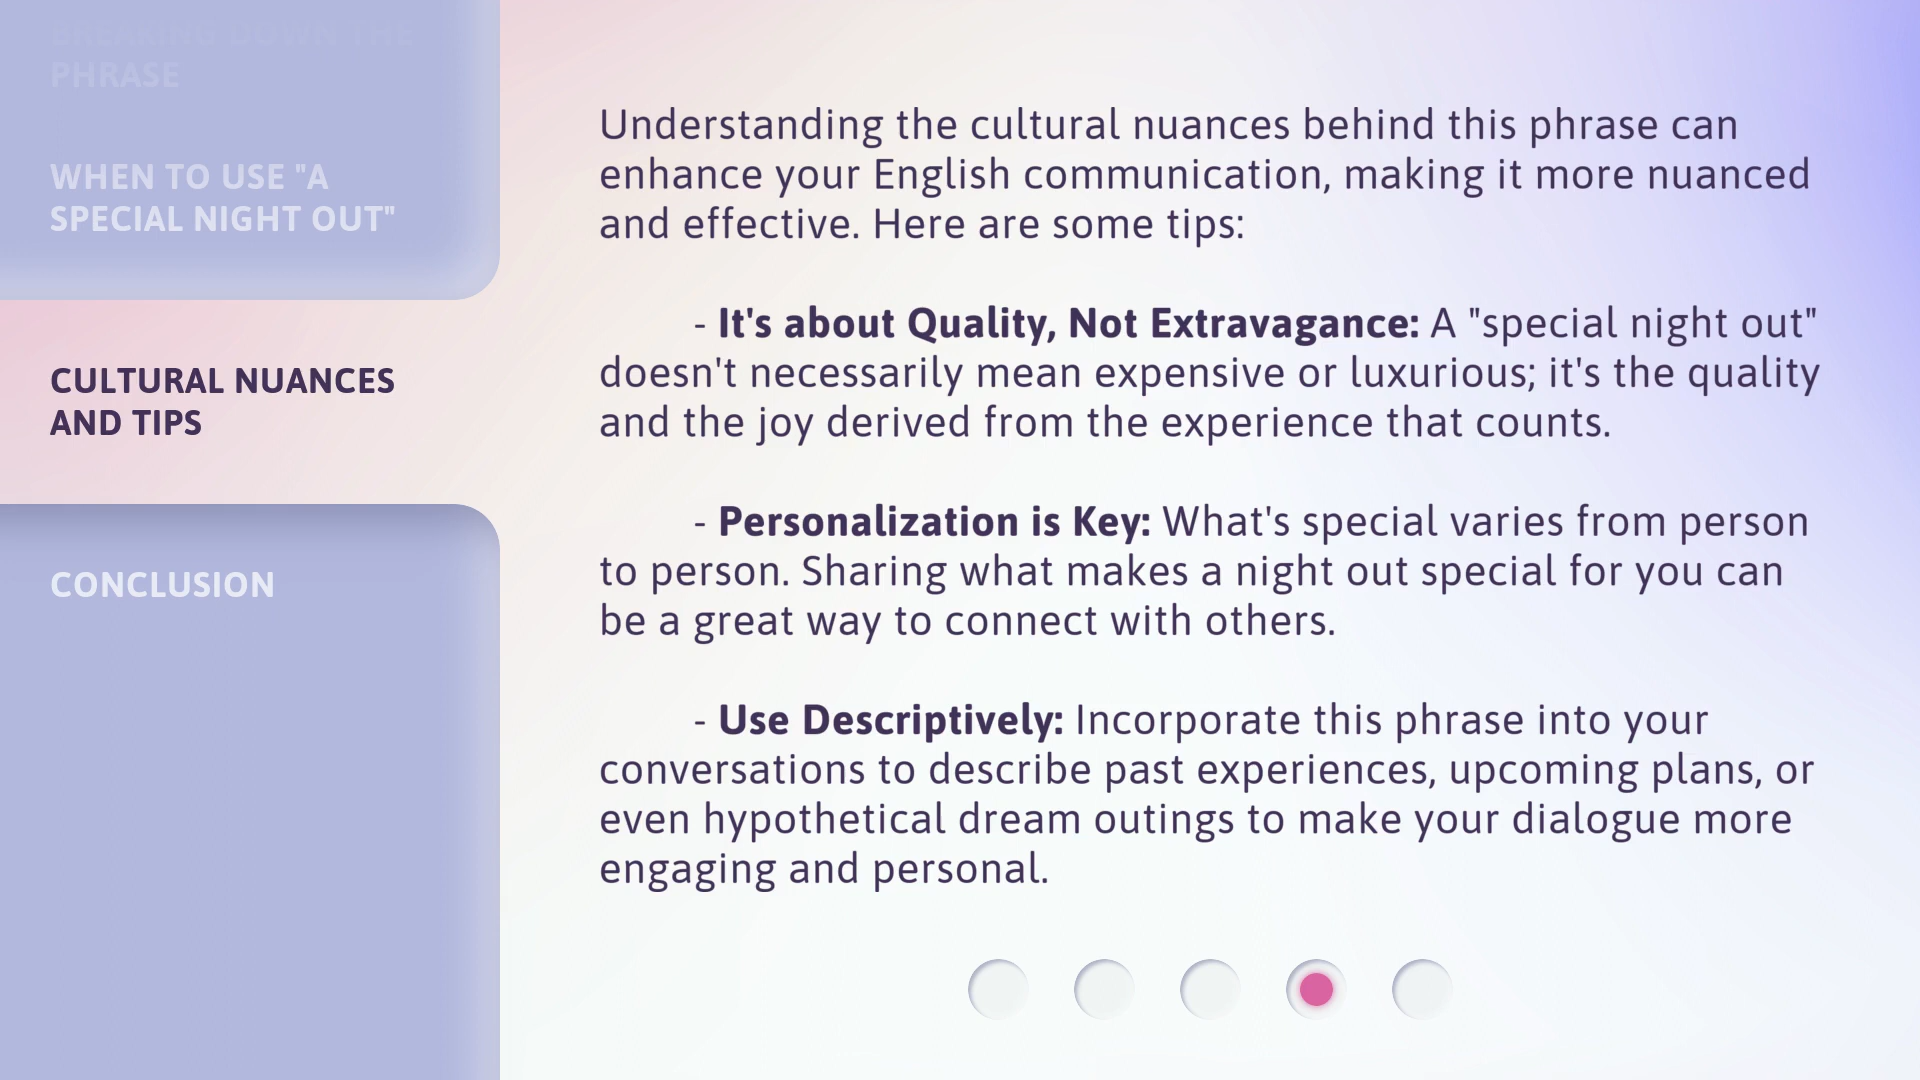 BREAKING DOWN THE
PHRASE
WHEN TO USE "A
SPECIAL NIGHT OUT"
CULTURAL NUANCES
AND TIPS
CONCLUSION
Understanding the cultural nuances behind this phrase can
enhance your English communication, making it more nuanced
and effective. Here are some tips:
- It's about Quality, Not Extravagance: A "special night out"
doesn't necessarily mean expensive or luxurious; it's the quality
and the joy derived from the experience that counts.
- Personalization is Key: What's special varies from person
to person. Sharing what makes a night out special for you can
be a great way to connect with others.
- Use Descriptively: Incorporate this phrase into your
conversations to describe past experiences, upcoming plans, or
even hypothetical dream outings to make your dialogue more
engaging and personal.